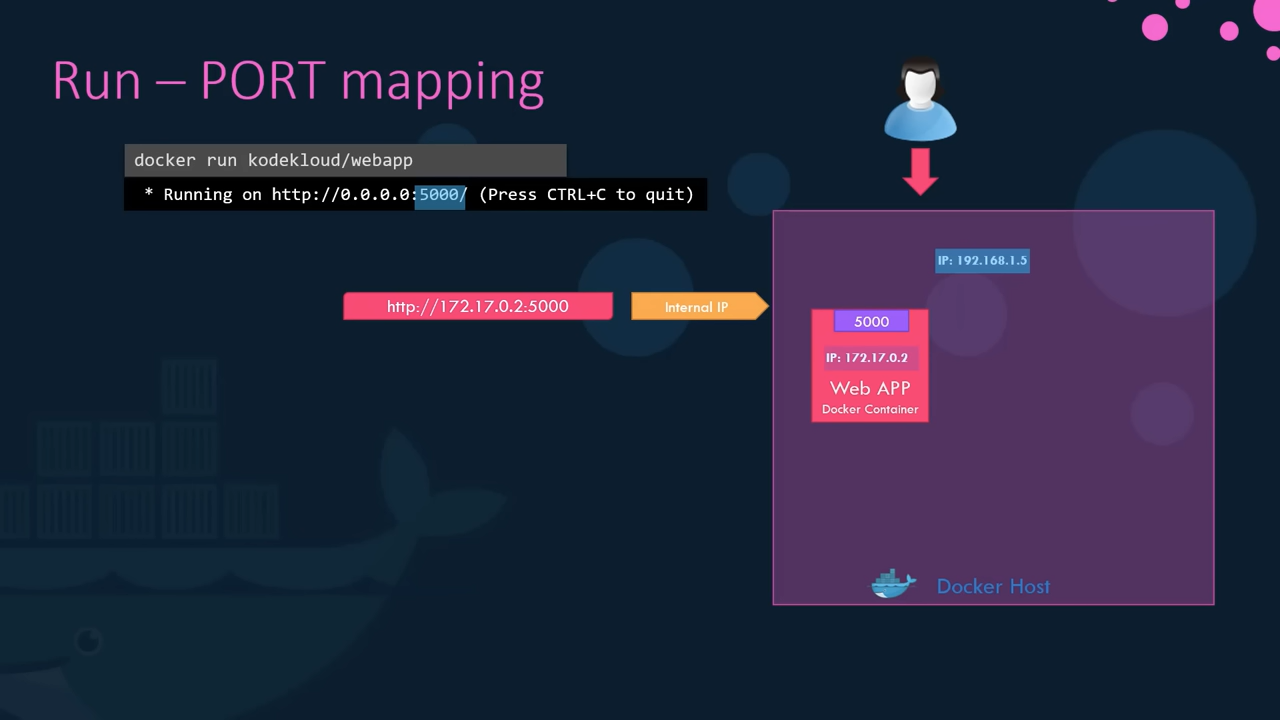 Run – PORT mapping
docker run kodekloud/webapp
* Running on http://0.0.0.0:5000/ (Press CTRL+C to quit)
IP: 192.168.1.5
http://172.17.0.2:5000
Internal IP
5000
IP: 172.17.0.2
Web APP
Docker Container
Docker Host